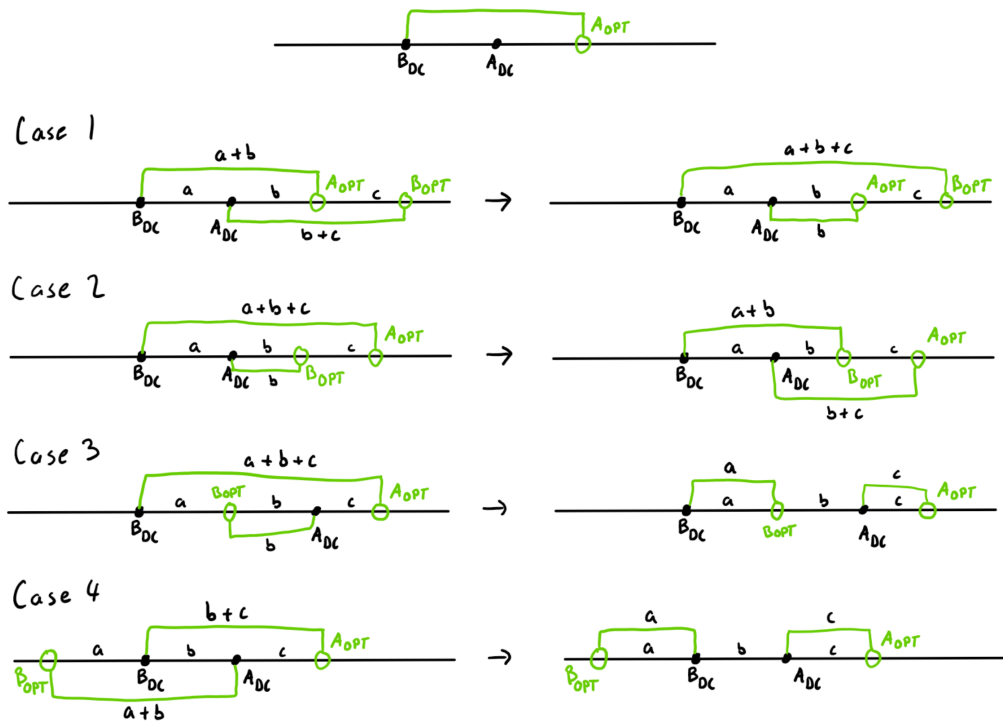 A_OPT
B_DC A_DC
Case 1
a+b a+b+c
a b A_OPT c B_OPT → a b A_OPT c B_OPT
B_DC A_DC b+c B_DC A_DC b
Case 2
a+b+c a+b
a b c A_OPT → a b c A_OPT
B_DC A_DC b B_OPT B_DC A_DC B_OPT
b+c
Case 3
a+b+c a c
a B_OPT b c A_OPT → a b c A_OPT
B_DC b A_DC B_DC B_OPT A_DC
Case 4
b+c a c
a b c A_OPT → a b c A_OPT
B_OPT B_DC A_DC B_OPT B_DC A_DC
a+b